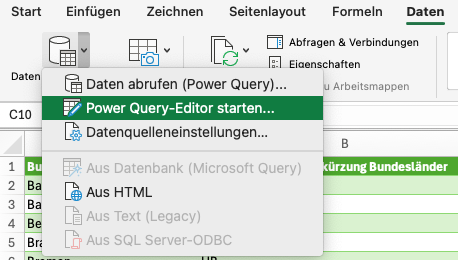 Start Einfügen Zeichnen Seitenlayout Formeln Daten
Abfragen & Verbindungen
Eigenschaften
Daten
zu Arbeitsmappen
Daten abrufen (Power Query)...
Power Query-Editor starten...
Datenquelleneinstellungen...
Aus Datenbank (Microsoft Query)
Aus HTML
Aus Text (Legacy)
Aus SQL Server-ODBC
C10
B
1 Bu kürzung Bundesländer
2 Ba
3 Ba
4 Be
5 Bra